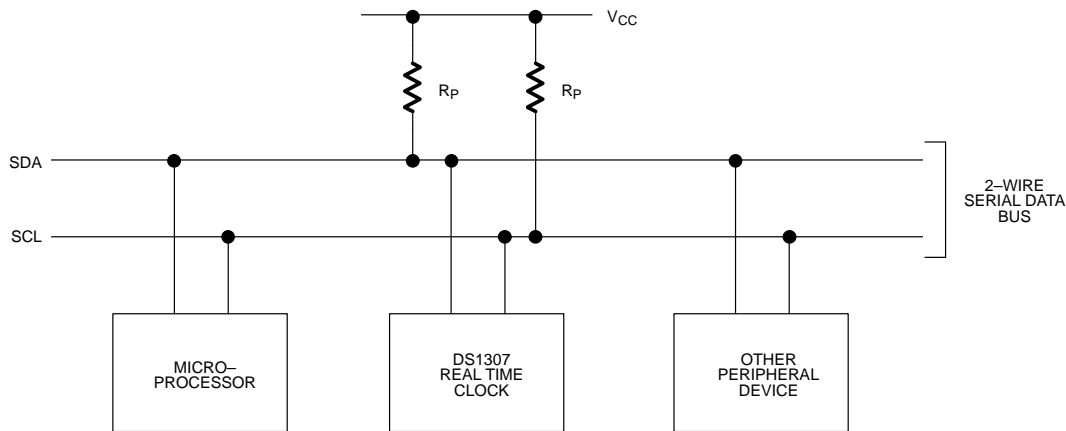 VCC
RP
RP
SDA
SCL
2–WIRE
SERIAL DATA
BUS
MICRO–
PROCESSOR
DS1307
REAL TIME
CLOCK
OTHER
PERIPHERAL
DEVICE